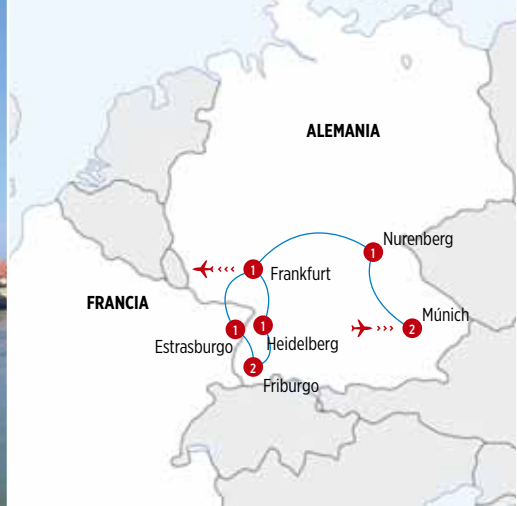 ALEMANIA
Nurenberg
1
1
Frankfurt
FRANCIA
Múnich
2
Estrasburgo
1
1
Heidelberg
2
Friburgo